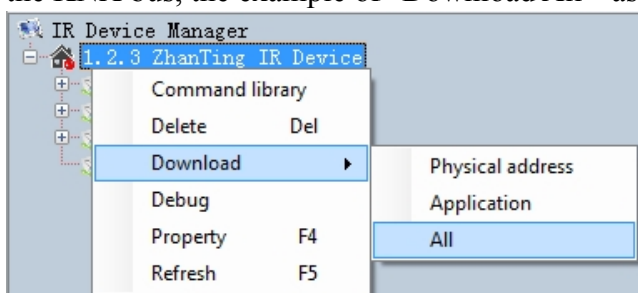 the KNX bus, the example of "Download All" as
IR Device Manager
1.2.3 ZhanTing IR Device
Command library
Delete Del
Download
Physical address
Debug
Application
Property F4
All
Refresh F5